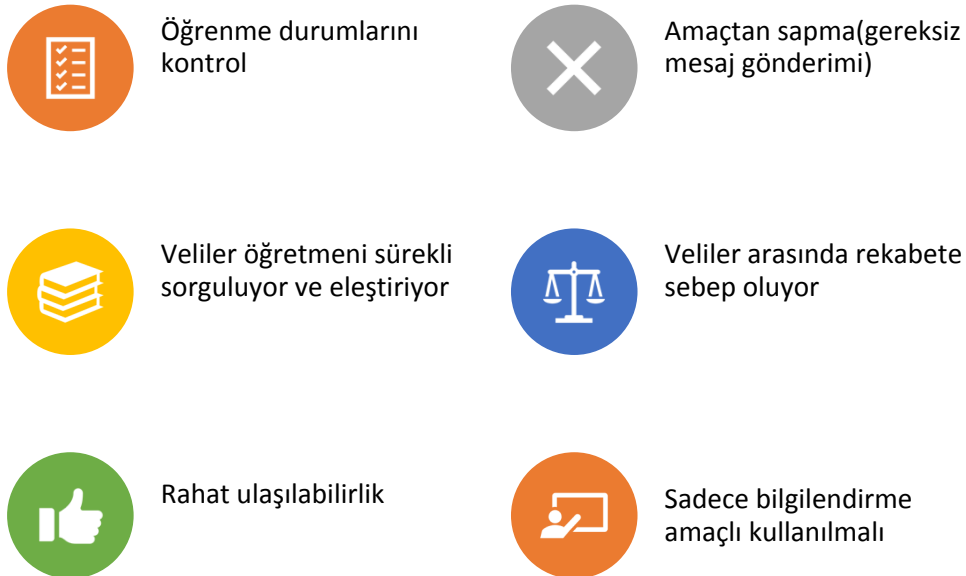 Öğrenme durumlarını
kontrol
Amaçtan sapma(gereksiz
mesaj gönderimi)
Veliler öğretmeni sürekli
sorguluyor ve eleştiriyor
Veliler arasında rekabete
sebep oluyor
Rahat ulaşılabilirlik
Sadece bilgilendirme
amaçlı kullanılmalı